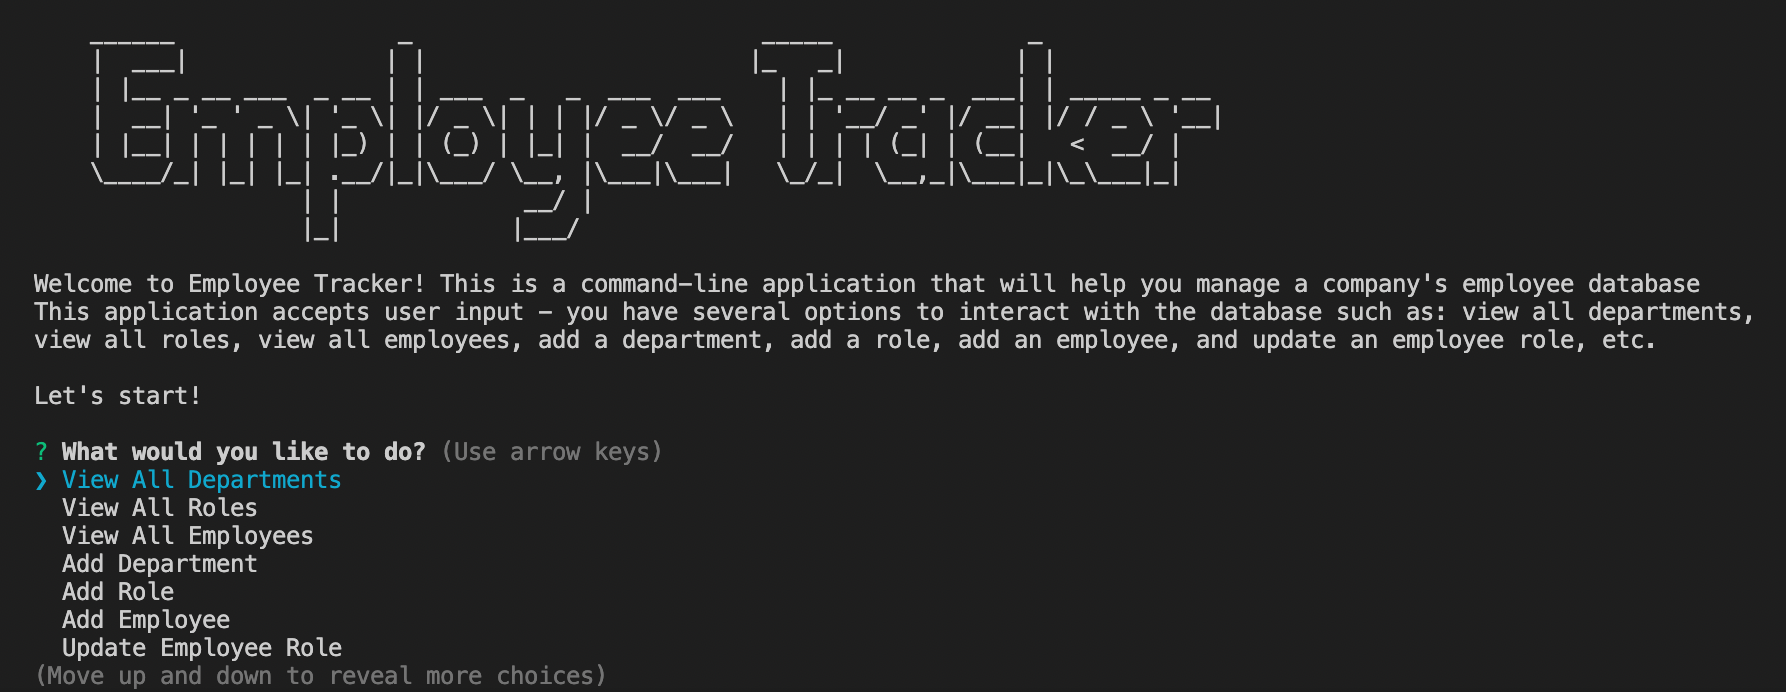 Employee Tracker
Welcome to Employee Tracker! This is a command-line application that will help you manage a company's employee database
This application accepts user input - you have several options to interact with the database such as: view all departments,
view all roles, view all employees, add a department, add a role, add an employee, and update an employee role, etc.
Let's start!
? What would you like to do? (Use arrow keys)
❯ View All Departments
View All Roles
View All Employees
Add Department
Add Role
Add Employee
Update Employee Role
(Move up and down to reveal more choices)